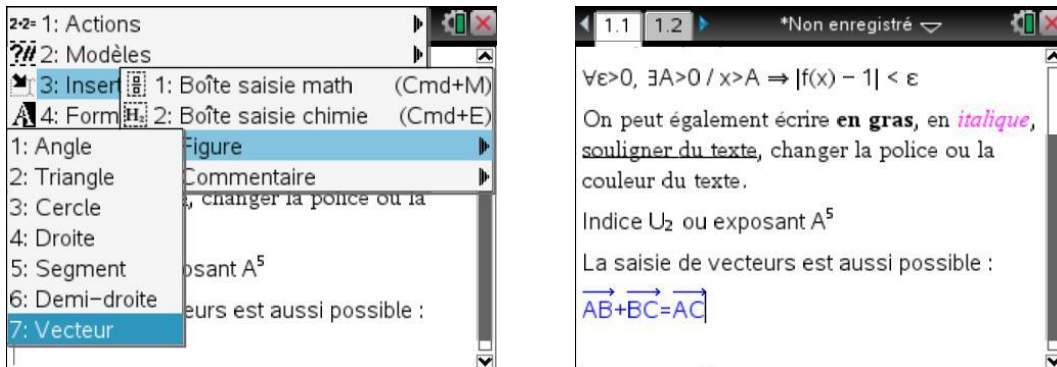 1: Actions
2: Modèles
3: Insert
1: Boîte saisie math (Cmd+M)
4: Form
2: Boîte saisie chimie (Cmd+E)
Figure
Commentaire
1: Angle
2: Triangle
3: Cercle
4: Droite
5: Segment
6: Demi-droite
7: Vecteur
, changer la police ou la
osant A⁵
eurs est aussi possible :
1.1 1.2 *Non enregistré
∀ε>0, ∃A>0 / x>A ⇒ |f(x) − 1| < ε
On peut également écrire en gras, en italique,
souligner du texte, changer la police ou la
couleur du texte.
Indice U₂ ou exposant A⁵
La saisie de vecteurs est aussi possible :
AB+BC=AC